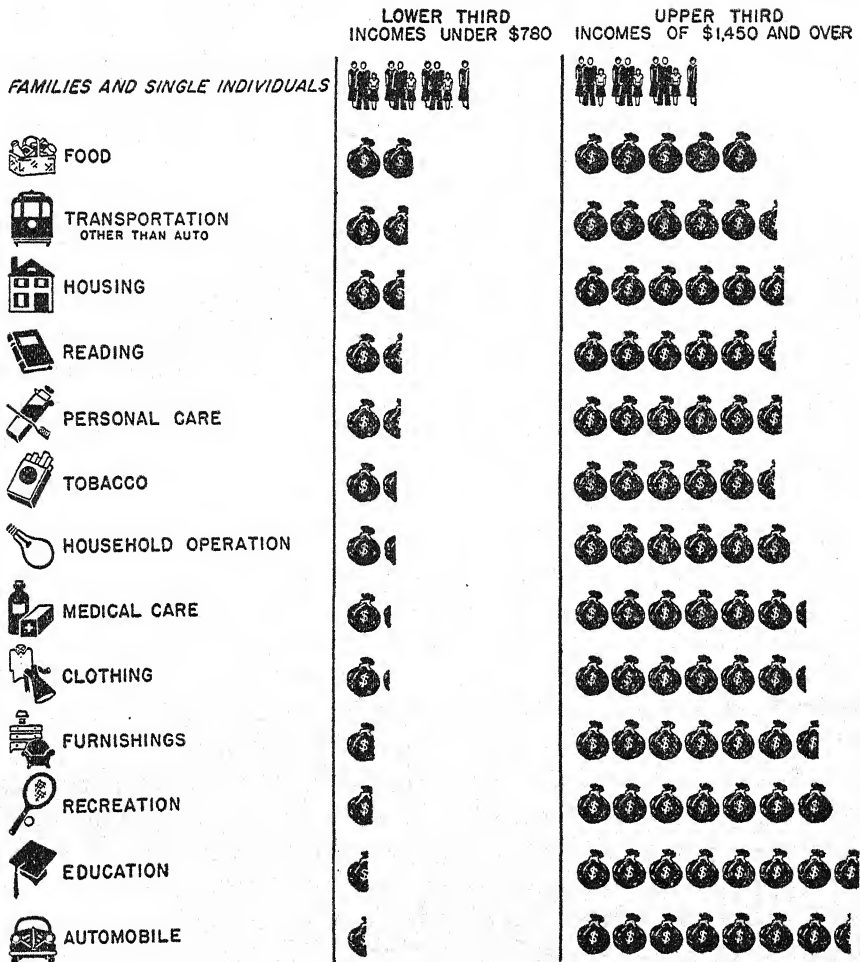 LOWER THIRD
INCOMES UNDER $780
UPPER THIRD
INCOMES OF $1,450 AND OVER
FAMILIES AND SINGLE INDIVIDUALS
FOOD
TRANSPORTATION
OTHER THAN AUTO
HOUSING
READING
PERSONAL CARE
TOBACCO
HOUSEHOLD OPERATION
MEDICAL CARE
CLOTHING
FURNISHINGS
RECREATION
EDUCATION
AUTOMOBILE